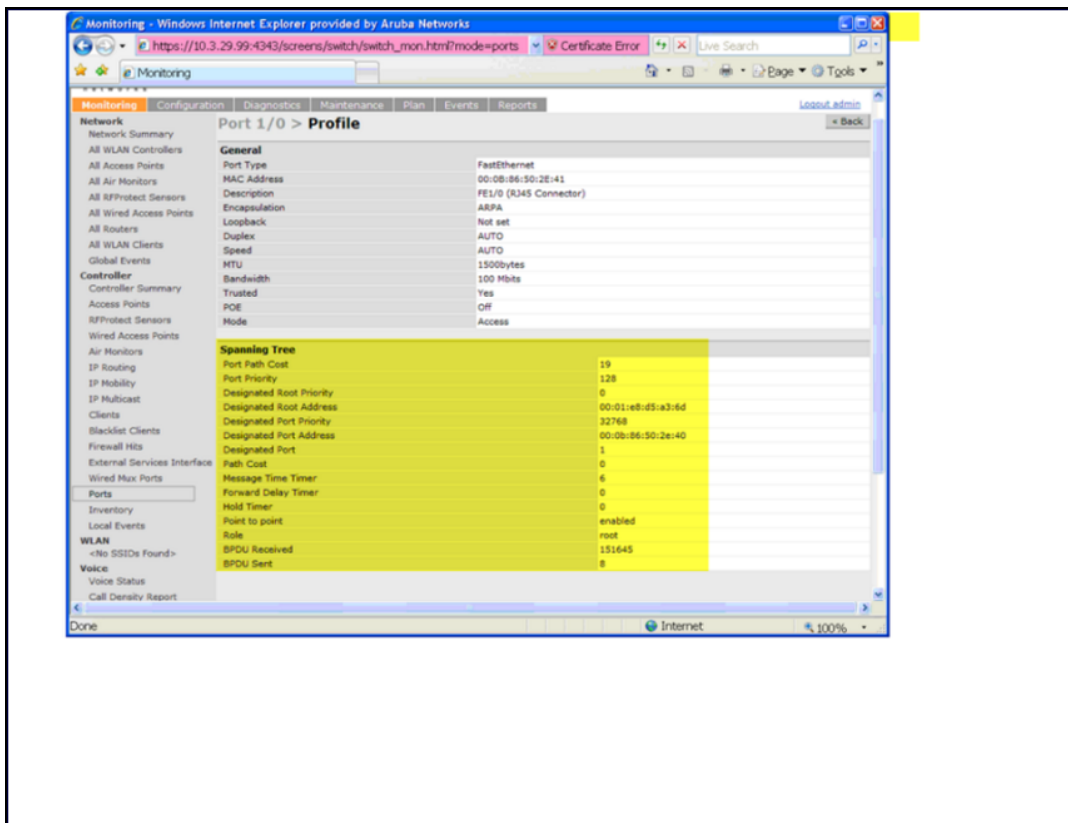 Monitoring - Windows Internet Explorer provided by Aruba Networks
https://10.3.29.99:4343/screens/switch/switch_mon.html?mode=ports Certificate Error Live Search
Monitoring Page Tools
Monitoring Configuration Diagnostics Maintenance Plan Events Reports Logout admin
Network
Network Summary
All WLAN Controllers
All Access Points
All Air Monitors
All RFProtect Sensors
All Wired Access Points
All Routers
All WLAN Clients
Global Events
Controller
Controller Summary
Access Points
RFProtect Sensors
Wired Access Points
Air Monitors
IP Routing
IP Mobility
IP Multicast
Clients
Blacklist Clients
Firewall Hits
External Services Interface
Wired Mux Ports
Ports
Inventory
Local Events
WLAN
<No SSIDs Found>
Voice
Voice Status
Call Density Report
Port 1/0 > Profile « Back
General
Port Type FastEthernet
MAC Address 00:0B:86:50:2E:41
Description FE1/0 (RJ45 Connector)
Encapsulation ARPA
Loopback Not set
Duplex AUTO
Speed AUTO
MTU 1500bytes
Bandwidth 100 Mbits
Trusted Yes
POE Off
Mode Access
Spanning Tree
Port Path Cost 19
Port Priority 128
Designated Root Priority 0
Designated Root Address 00:01:e8:d5:a3:6d
Designated Port Priority 32768
Designated Port Address 00:0b:86:50:2e:40
Designated Port 1
Path Cost 0
Message Time Timer 6
Forward Delay Timer 0
Hold Timer 0
Point to point enabled
Role root
BPDU Received 151645
BPDU Sent 8
Done Internet 100%